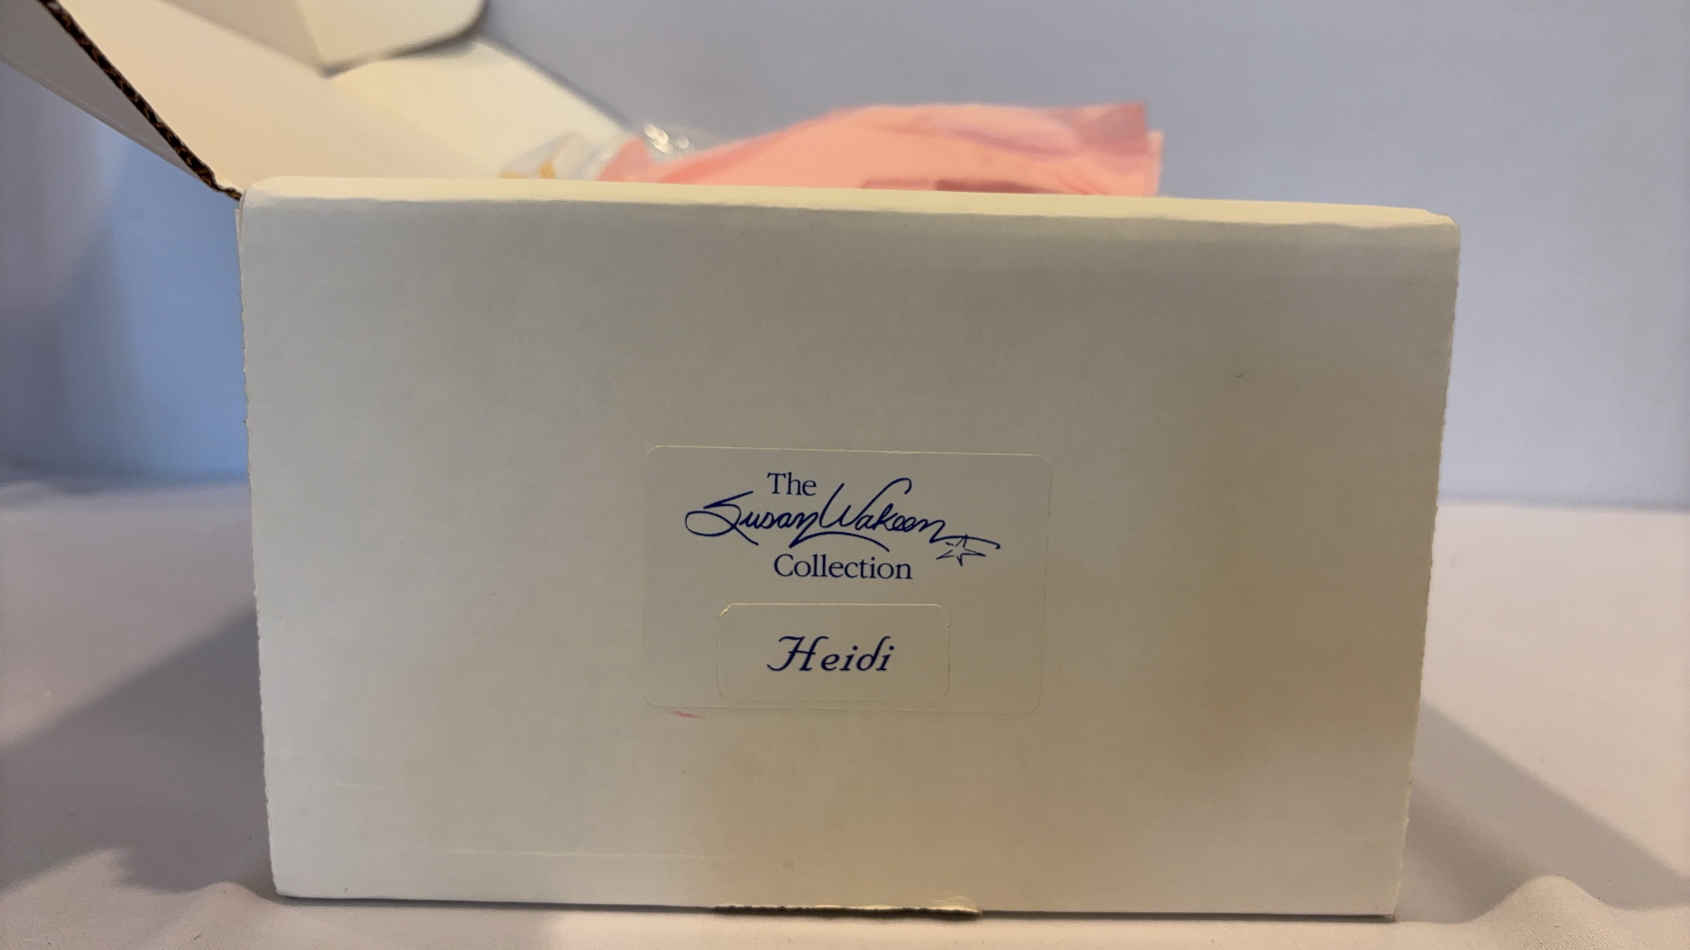 The
Susan Wakeen
Collection
Heidi